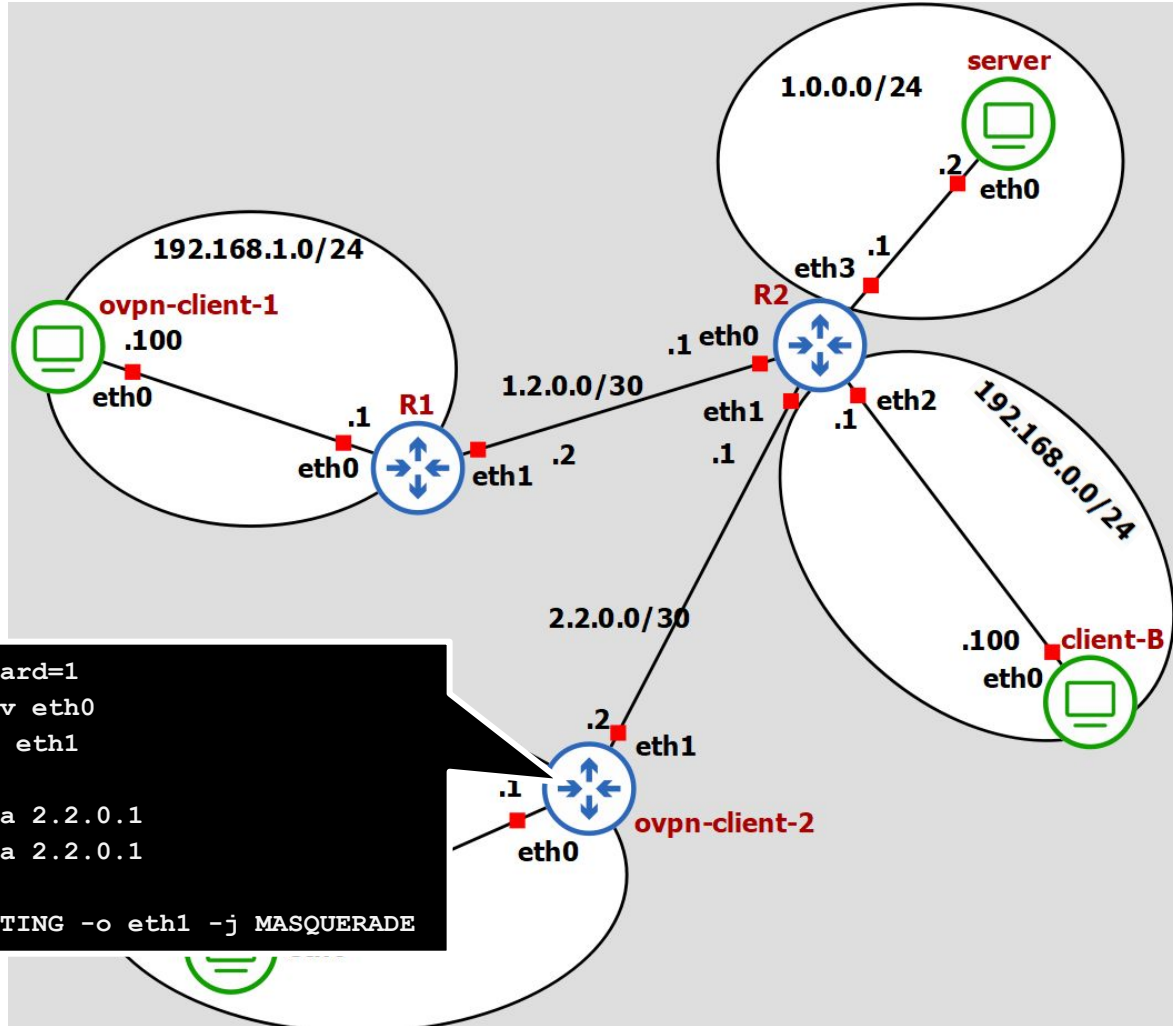 server
1.0.0.0/24
.2
eth0
192.168.1.0/24
.1
eth3
R2
ovpn-client-1
.100
eth0
.1 eth0
1.2.0.0/30
eth1
.1
eth2
.1
192.168.0.0/24
R1
.1
eth0
eth1
.2
2.2.0.0/30
.100
client-B
eth0
ard=1
v eth0
eth1
a 2.2.0.1
a 2.2.0.1
TING -o eth1 -j MASQUERADE
.2
eth1
.1
ovpn-client-2
eth0